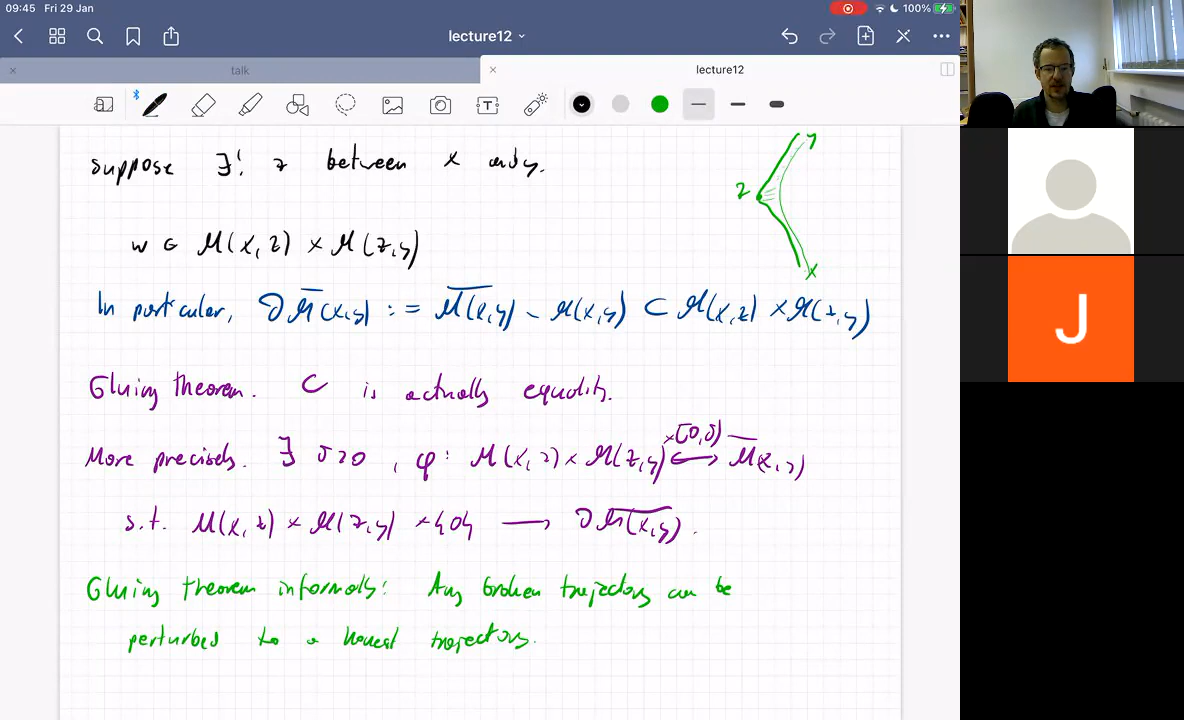 09:45 Fri 29 Jan
100%
lecture12
talk
lecture12
suppose ∃! z between x and y.
y
z
x
w ∈ M(x,z) × M(z,y)
In particular, ∂M̅(x,y) := M̅(x,y) \ M(x,y) ⊂ M(x,z) × M(z,y)
Gluing theorem. ⊂ is actually equality.
More precisely. ∃ δ>0, φ: M(x,z) × M(z,y) ×[0,δ) ↪ M̅(x,y)
s.t. M(x,z) × M(z,y) × {0} → ∂M̅(x,y).
Gluing theorem informally: Any broken trajectory can be
perturbed to a honest trajectory.
J